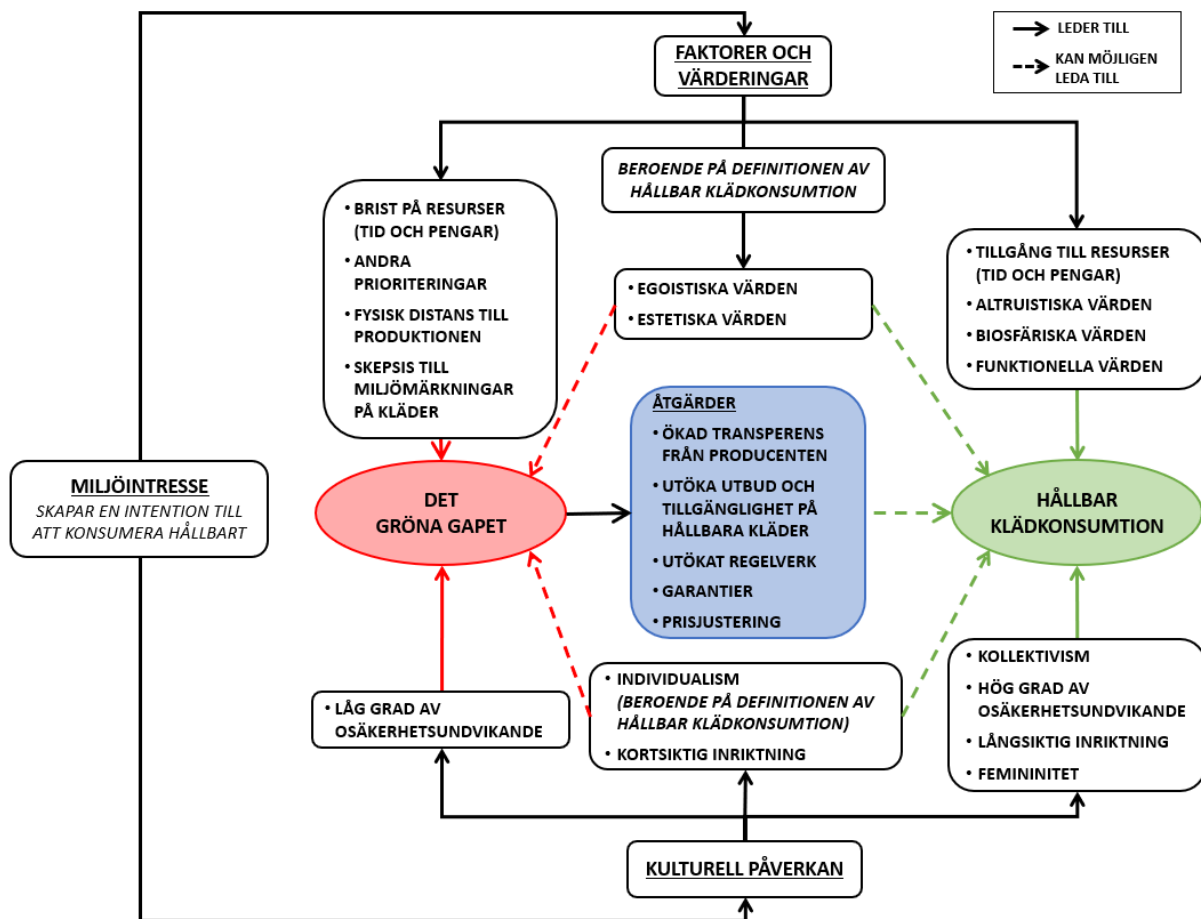 LEDER TILL
KAN MÖJLIGEN
LEDA TILL
FAKTORER OCH
VÄRDERINGAR
BEROENDE PÅ DEFINITIONEN AV
HÅLLBAR KLÄDKONSUMTION
• BRIST PÅ RESURSER
(TID OCH PENGAR)
• ANDRA
PRIORITERINGAR
• FYSISK DISTANS TILL
PRODUKTIONEN
• SKEPSIS TILL
MILJÖMÄRKNINGAR
PÅ KLÄDER
• EGOISTISKA VÄRDEN
• ESTETISKA VÄRDEN
• TILLGÅNG TILL RESURSER
(TID OCH PENGAR)
• ALTRUISTISKA VÄRDEN
• BIOSFÄRISKA VÄRDEN
• FUNKTIONELLA VÄRDEN
MILJÖINTRESSE
SKAPAR EN INTENTION TILL
ATT KONSUMERA HÅLLBART
DET
GRÖNA GAPET
ÅTGÄRDER
• ÖKAD TRANSPERENS
FRÅN PRODUCENTEN
• UTÖKA UTBUD OCH
TILLGÄNGLIGHET PÅ
HÅLLBARA KLÄDER
• UTÖKAT REGELVERK
• GARANTIER
• PRISJUSTERING
HÅLLBAR
KLÄDKONSUMTION
• LÅG GRAD AV
OSÄKERHETSUNDVIKANDE
• INDIVIDUALISM
(BEROENDE PÅ DEFINITIONEN AV
HÅLLBAR KLÄDKONSUMTION)
• KORTSIKTIG INRIKTNING
• KOLLEKTIVISM
• HÖG GRAD AV
OSÄKERHETSUNDVIKANDE
• LÅNGSIKTIG INRIKTNING
• FEMININITET
KULTURELL PÅVERKAN